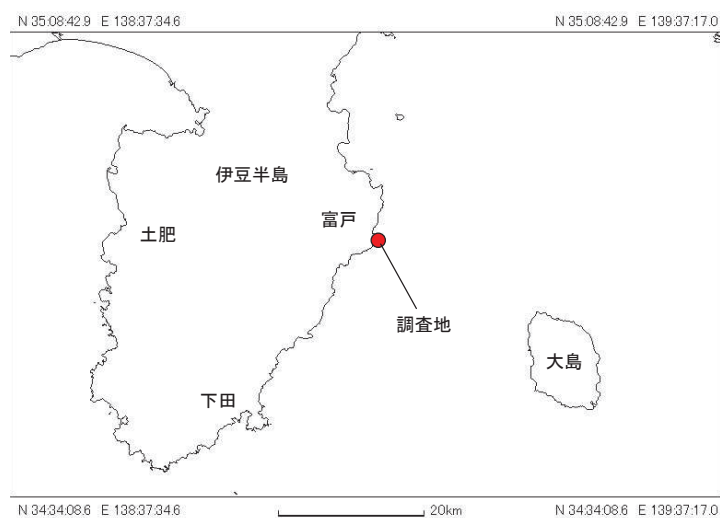 N 35:08:42.9 E 138:37:34.6
N 35:08:42.9 E 139:37:17.0
伊豆半島
富戸
土肥
調査地
大島
下田
N 34:34:08.6 E 138:37:34.6
20km
N 34:34:08.6 E 139:37:17.0